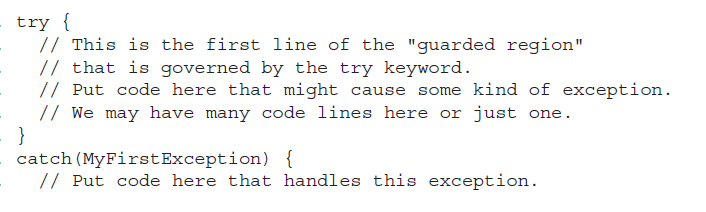 try {
// This is the first line of the "guarded region"
// that is governed by the try keyword.
// Put code here that might cause some kind of exception.
// We may have many code lines here or just one.
}
catch(MyFirstException) {
// Put code here that handles this exception.